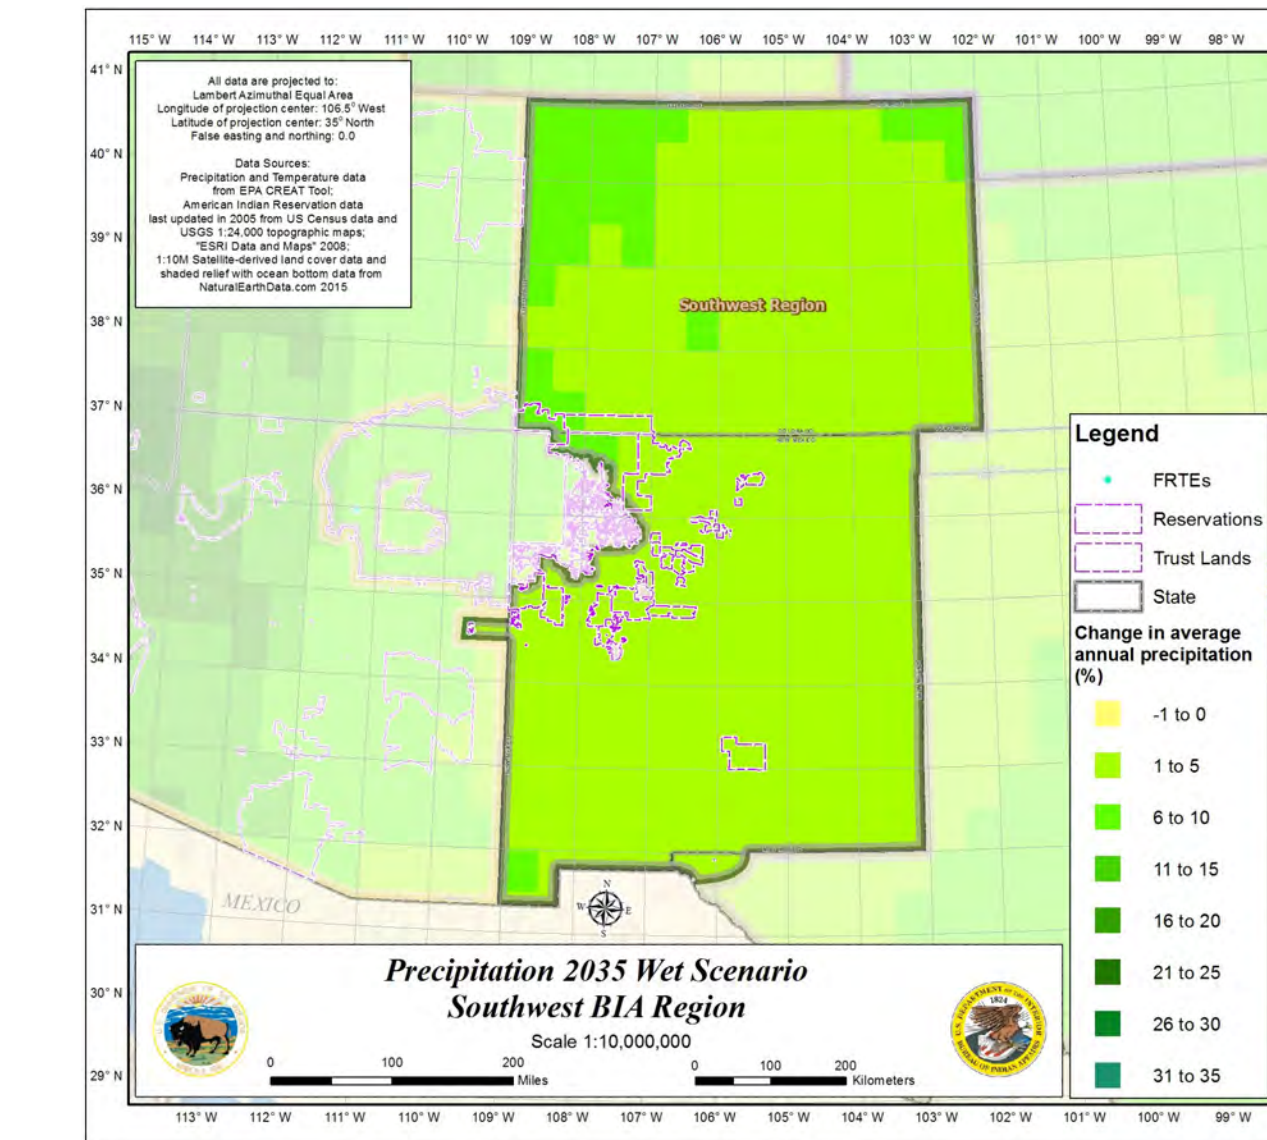 115° W 114° W 113° W 112° W 111° W 110° W 109° W 108° W 107° W 106° W 105° W 104° W 103° W 102° W 101° W 100° W 99° W 98° W
41° N
40° N
39° N
38° N
37° N
36° N
35° N
34° N
33° N
32° N
31° N
30° N
29° N
All data are projected to:
Lambert Azimuthal Equal Area
Longitude of projection center: 106.5° West
Latitude of projection center: 35° North
False easting and northing: 0.0
Data Sources:
Precipitation and Temperature data
from EPA CREAT Tool;
American Indian Reservation data
last updated in 2005 from US Census data and
USGS 1:24,000 topographic maps;
"ESRI Data and Maps" 2008;
1:10M Satellite-derived land cover data and
shaded relief with ocean bottom data from
NaturalEarthData.com 2015
Southwest Region
MEXICO
N
W E
S
Legend
FRTEs
Reservations
Trust Lands
State
Change in average
annual precipitation
(%)
-1 to 0
1 to 5
6 to 10
11 to 15
16 to 20
21 to 25
26 to 30
31 to 35
Precipitation 2035 Wet Scenario
Southwest BIA Region
Scale 1:10,000,000
0 100 200
Miles
0 100 200
Kilometers
U.S. DEPARTMENT OF THE INTERIOR
1824
BUREAU OF INDIAN AFFAIRS
113° W 112° W 111° W 110° W 109° W 108° W 107° W 106° W 105° W 104° W 103° W 102° W 101° W 100° W 99° W